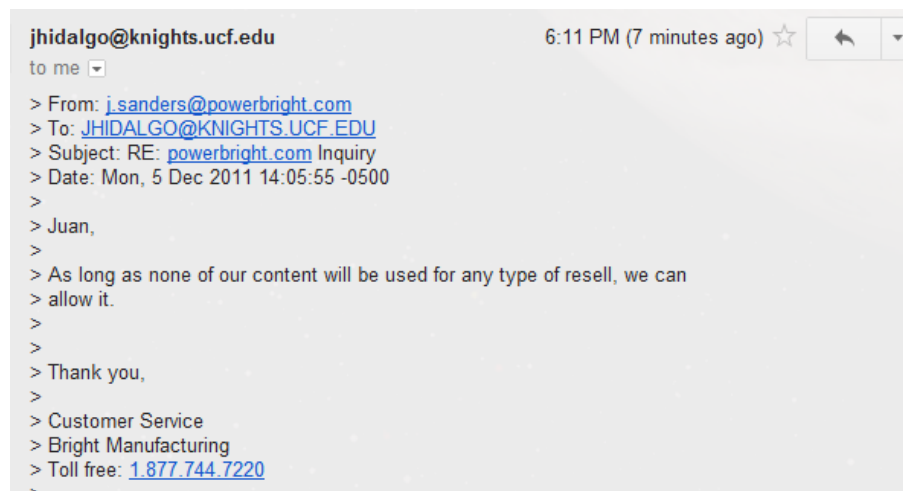 jhidalgo@knights.ucf.edu 6:11 PM (7 minutes ago)
to me
> From: j.sanders@powerbright.com
> To: JHIDALGO@KNIGHTS.UCF.EDU
> Subject: RE: powerbright.com Inquiry
> Date: Mon, 5 Dec 2011 14:05:55 -0500
>
> Juan,
>
> As long as none of our content will be used for any type of resell, we can
> allow it.
>
>
> Thank you,
>
> Customer Service
> Bright Manufacturing
> Toll free: 1.877.744.7220
>